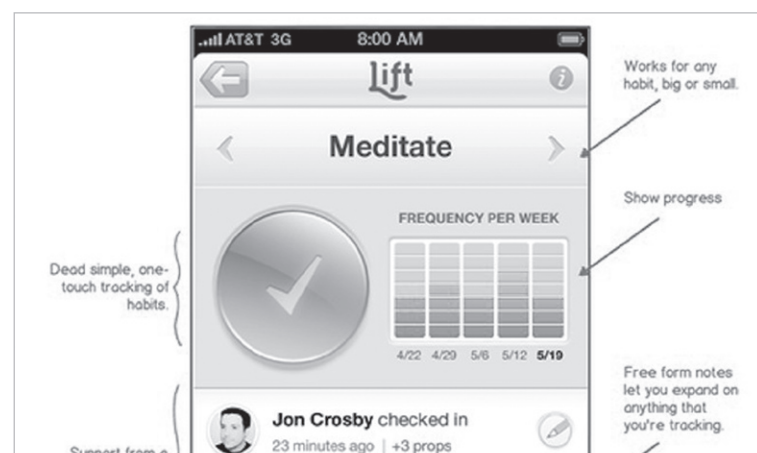 AT&T 3G 8:00 AM
Lift
Works for any
habit, big or small.
Meditate
Show progress
FREQUENCY PER WEEK
Dead simple, one-
touch tracking of
habits.
4/22 4/29 5/6 5/12 5/19
Free form notes
let you expand on
anything that
you're tracking.
Jon Crosby checked in
23 minutes ago | +3 props
Support from a